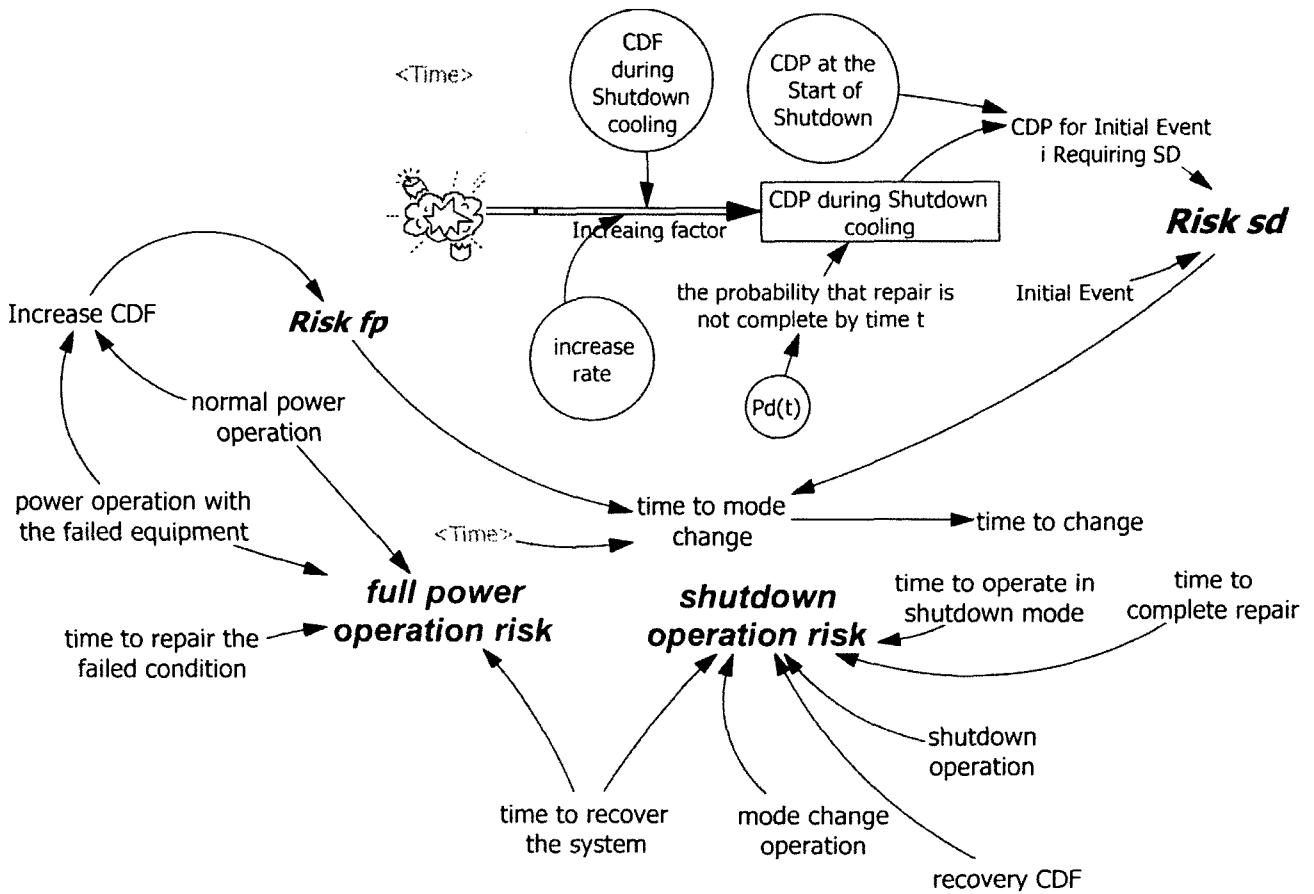 <Time>
CDF
during
Shutdown
cooling
CDP at the
Start of
Shutdown
CDP for Initial Event
i Requiring SD
CDP during Shutdown
cooling
Increaing factor
Risk sd
Increase CDF
Risk fp
increase
rate
the probability that repair is
not complete by time t
Initial Event
Pd(t)
normal power
operation
power operation with
the failed equipment
<Time>
time to mode
change
time to change
full power
operation risk
shutdown
operation risk
time to operate in
shutdown mode
time to
complete repair
time to repair the
failed condition
shutdown
operation
time to recover
the system
mode change
operation
recovery CDF